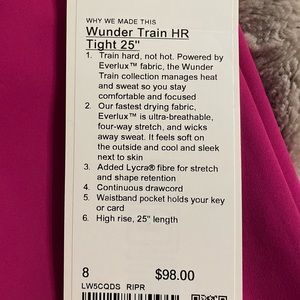 WHY WE MADE THIS
Wunder Train HR
Tight 25"
1. Train hard, not hot. Powered by
Everlux™ fabric, the Wunder
Train collection manages heat
and sweat so you stay
comfortable and focused
2. Our fastest drying fabric,
Everlux™ is ultra-breathable,
four-way stretch, and wicks
away sweat. It feels soft on
the outside and cool and sleek
next to skin
3. Added Lycra® fibre for stretch
and shape retention
4. Continuous drawcord
5. Waistband pocket holds your key
or card
6. High rise, 25" length
8 $98.00
LW5CQDS RIPR